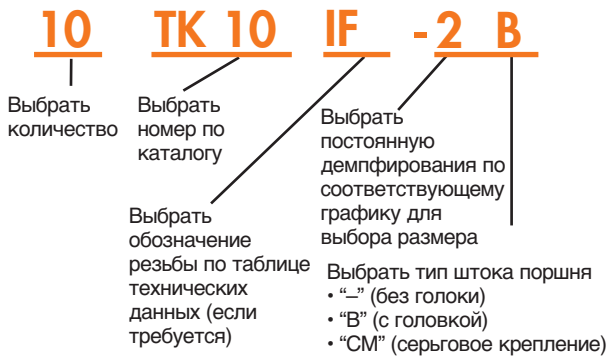 10 TK 10 IF -2 B
Выбрать
количество
Выбрать
номер по
каталогу
Выбрать
постоянную
демпфирования по
соответствующему
графику для
выбора размера
Выбрать
обозначение
резьбы по таблице
технических
данных (если
требуется)
Выбрать тип штока поршня
• “–” (без голоки)
• “B” (с головкой)
• “CM” (серьговое крепление)